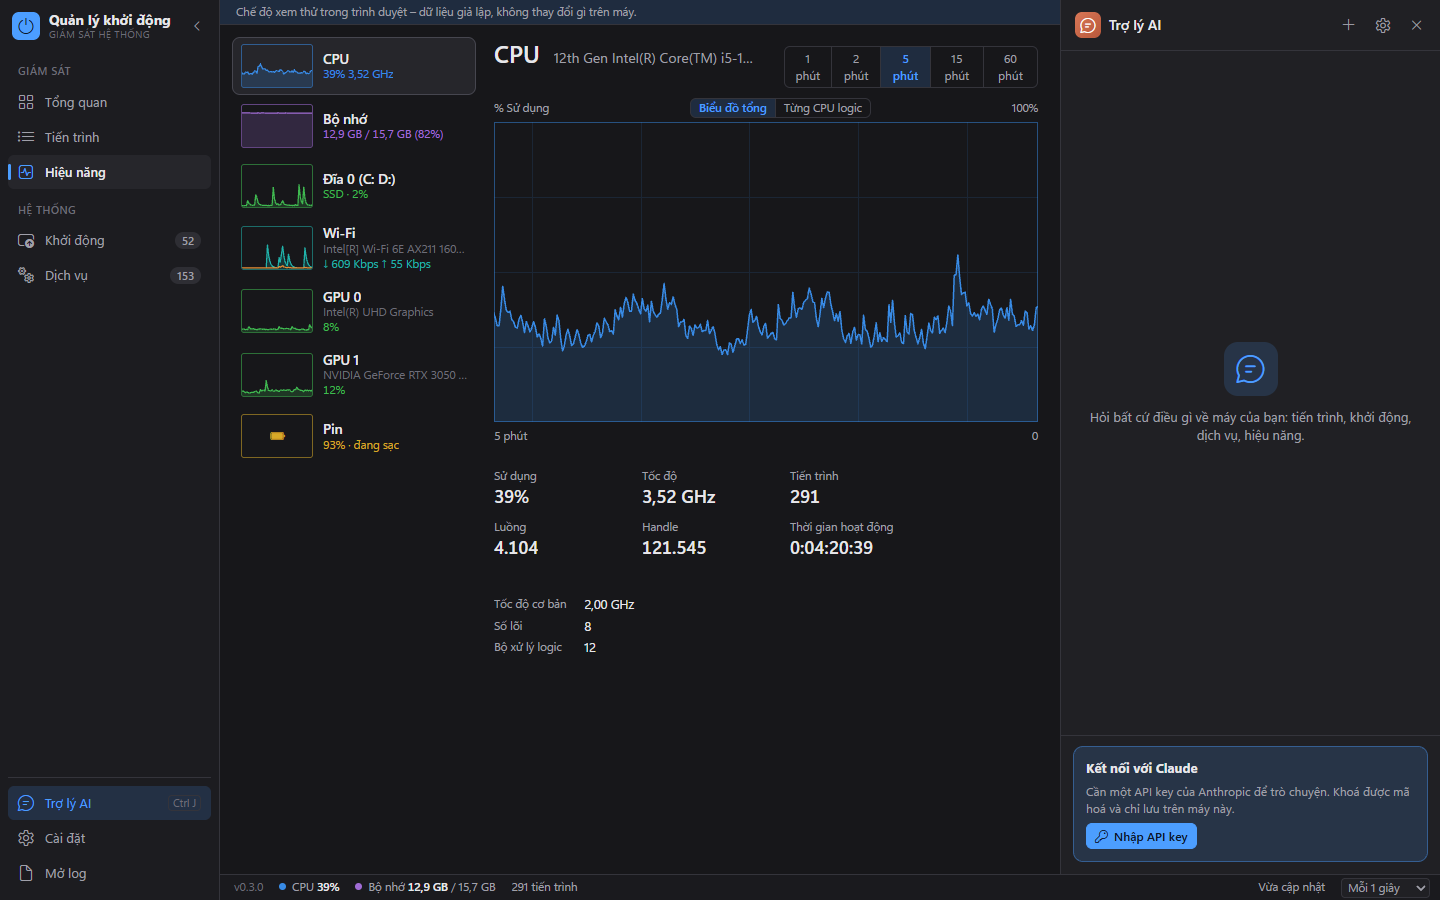 Quản lý khởi động
GIÁM SÁT HỆ THỐNG
GIÁM SÁT
Tổng quan
Tiến trình
Hiệu năng
HỆ THỐNG
Khởi động 52
Dịch vụ 153
Trợ lý AI Ctrl J
Cài đặt
Mở log
Chế độ xem thử trong trình duyệt – dữ liệu giả lập, không thay đổi gì trên máy.
CPU
39% 3,52 GHz
Bộ nhớ
12,9 GB / 15,7 GB (82%)
Đĩa 0 (C: D:)
SSD · 2%
Wi-Fi
Intel[R] Wi-Fi 6E AX211 160...
↓ 609 Kbps ↑ 55 Kbps
GPU 0
Intel(R) UHD Graphics
8%
GPU 1
NVIDIA GeForce RTX 3050 ...
12%
Pin
93% · đang sạc
CPU 12th Gen Intel(R) Core(TM) i5-1...
1 phút
2 phút
5 phút
15 phút
60 phút
% Sử dụng
Biểu đồ tổng
Từng CPU logic
100%
5 phút 0
Sử dụng
39%
Tốc độ
3,52 GHz
Tiến trình
291
Luồng
4.104
Handle
121.545
Thời gian hoạt động
0:04:20:39
Tốc độ cơ bản 2,00 GHz
Số lõi 8
Bộ xử lý logic 12
Trợ lý AI
Hỏi bất cứ điều gì về máy của bạn: tiến trình, khởi động,
dịch vụ, hiệu năng.
Kết nối với Claude
Cần một API key của Anthropic để trò chuyện. Khoá được mã
hoá và chỉ lưu trên máy này.
Nhập API key
v0.3.0 CPU 39% Bộ nhớ 12,9 GB / 15,7 GB 291 tiến trình
Vừa cập nhật Mỗi 1 giây